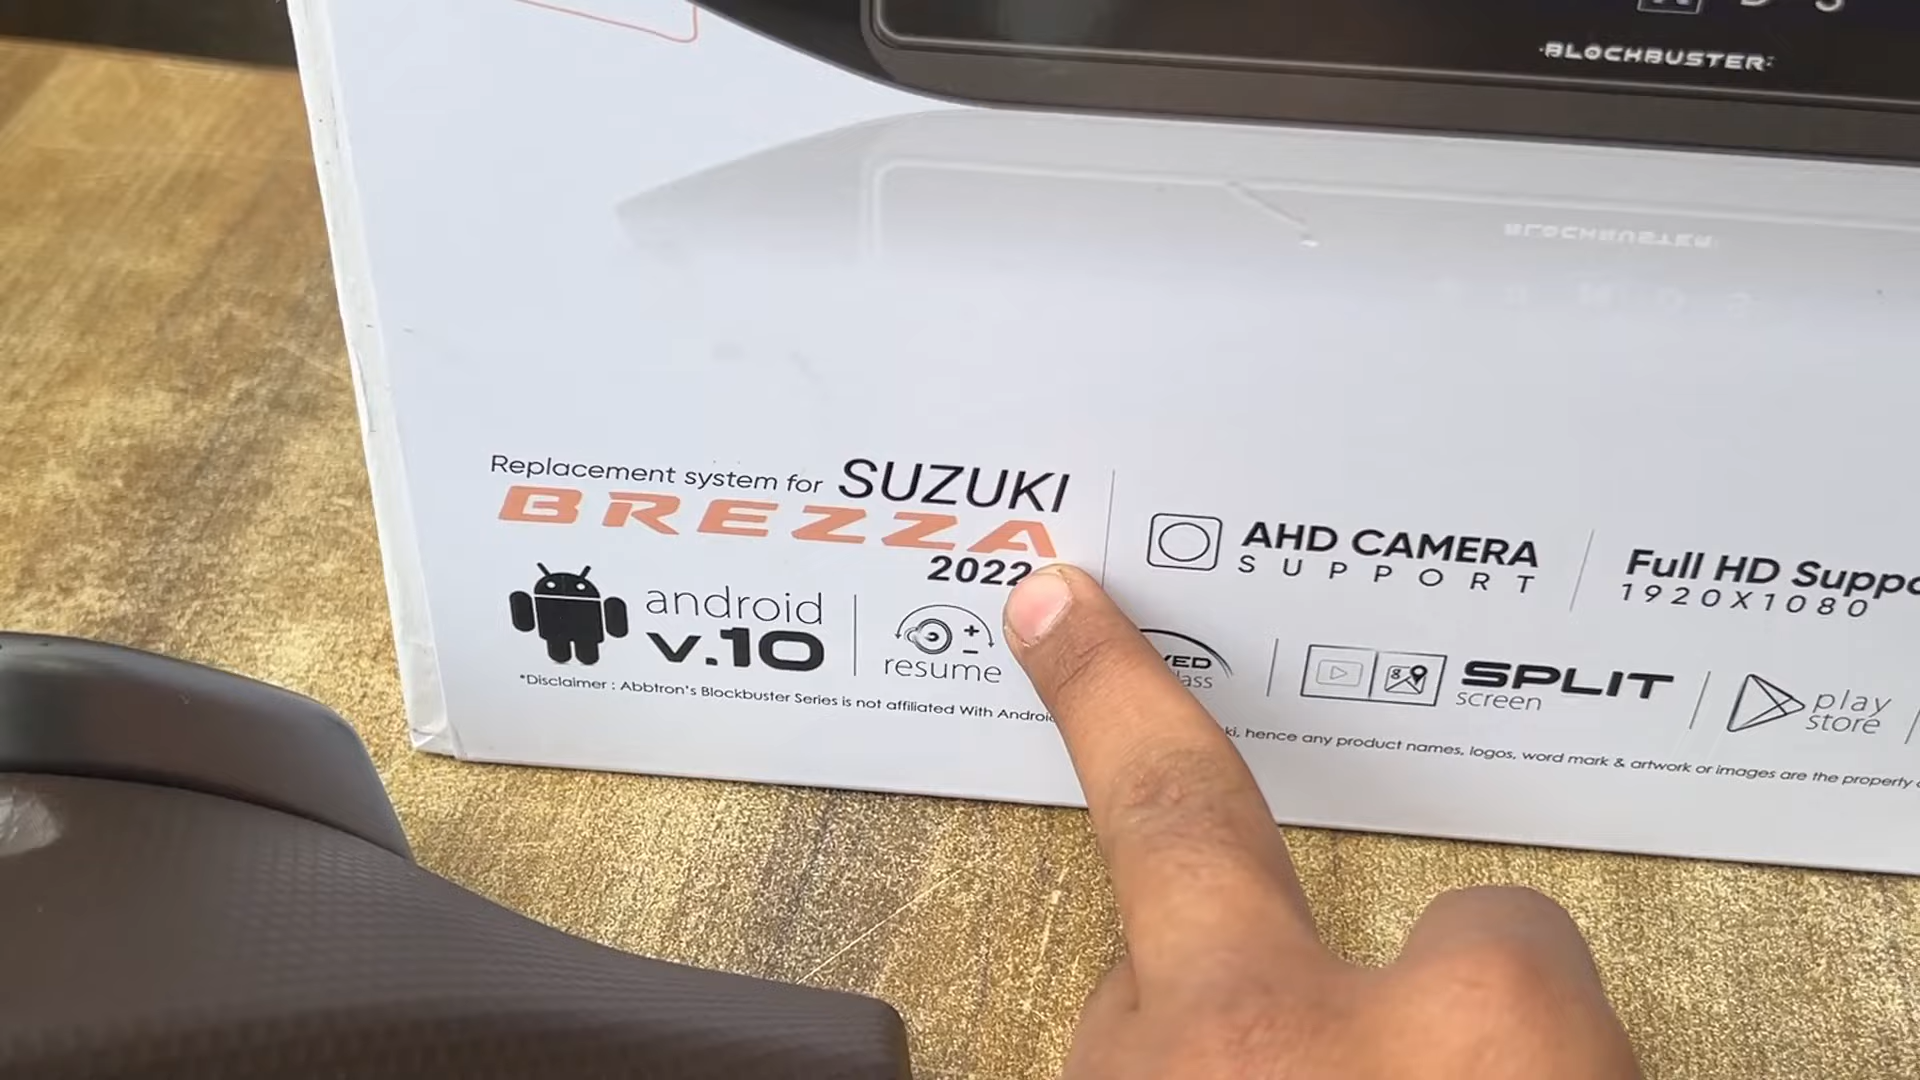 BLOCKBUSTER
Replacement system for SUZUKI
BREZZA
2022
android
v.10
resume
AHD CAMERA
SUPPORT
Full HD
1920X1080
SPLIT
screen
play
store
*Disclaimer : Abbtron's Blockbuster Series is not affiliated With
hence any product names, logos, word mark & artwork or images are the property